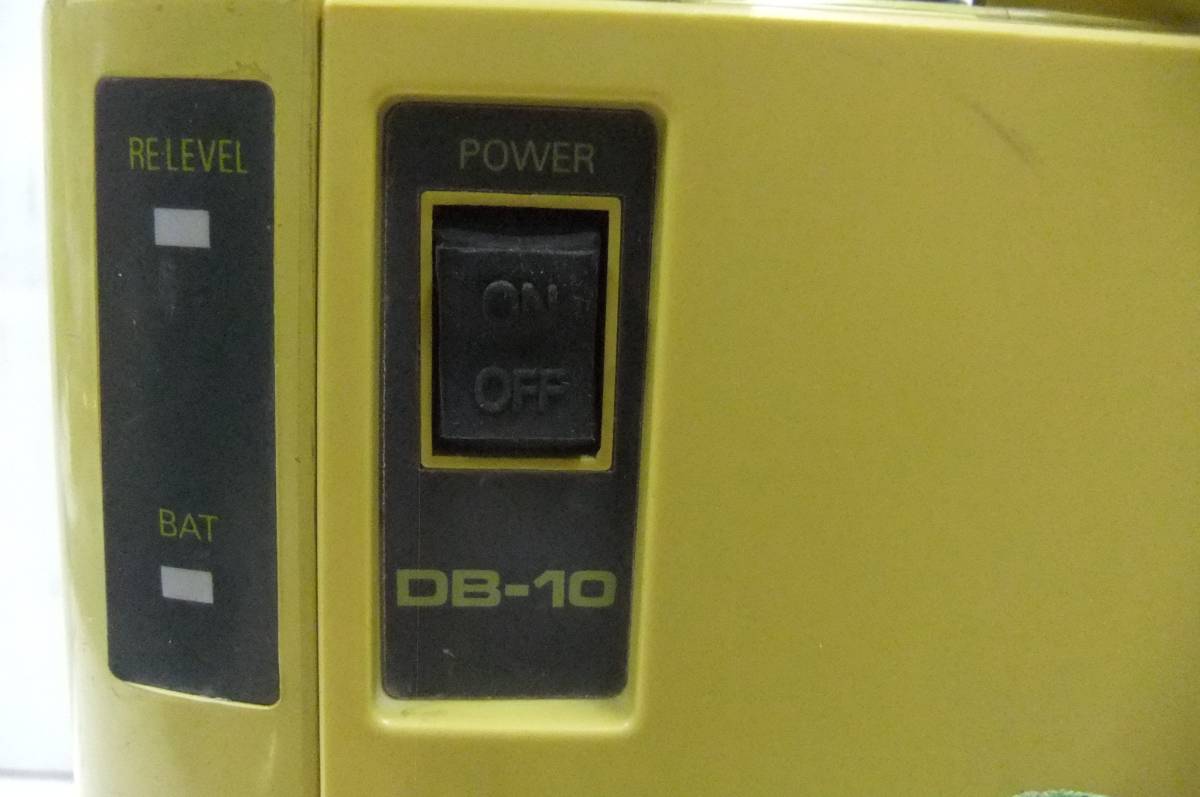 RE-LEVEL
BAT
POWER
ON
OFF
DB-10